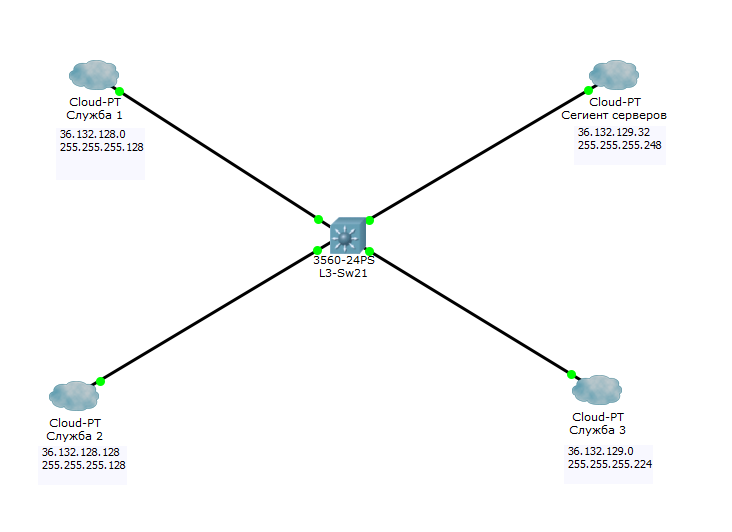 Cloud-PT
Служба 1
36.132.128.0
255.255.255.128
Cloud-PT
Сегиент серверов
36.132.129.32
255.255.255.248
3560-24PS
L3-Sw21
Cloud-PT
Служба 2
36.132.128.128
255.255.255.128
Cloud-PT
Служба 3
36.132.129.0
255.255.255.224